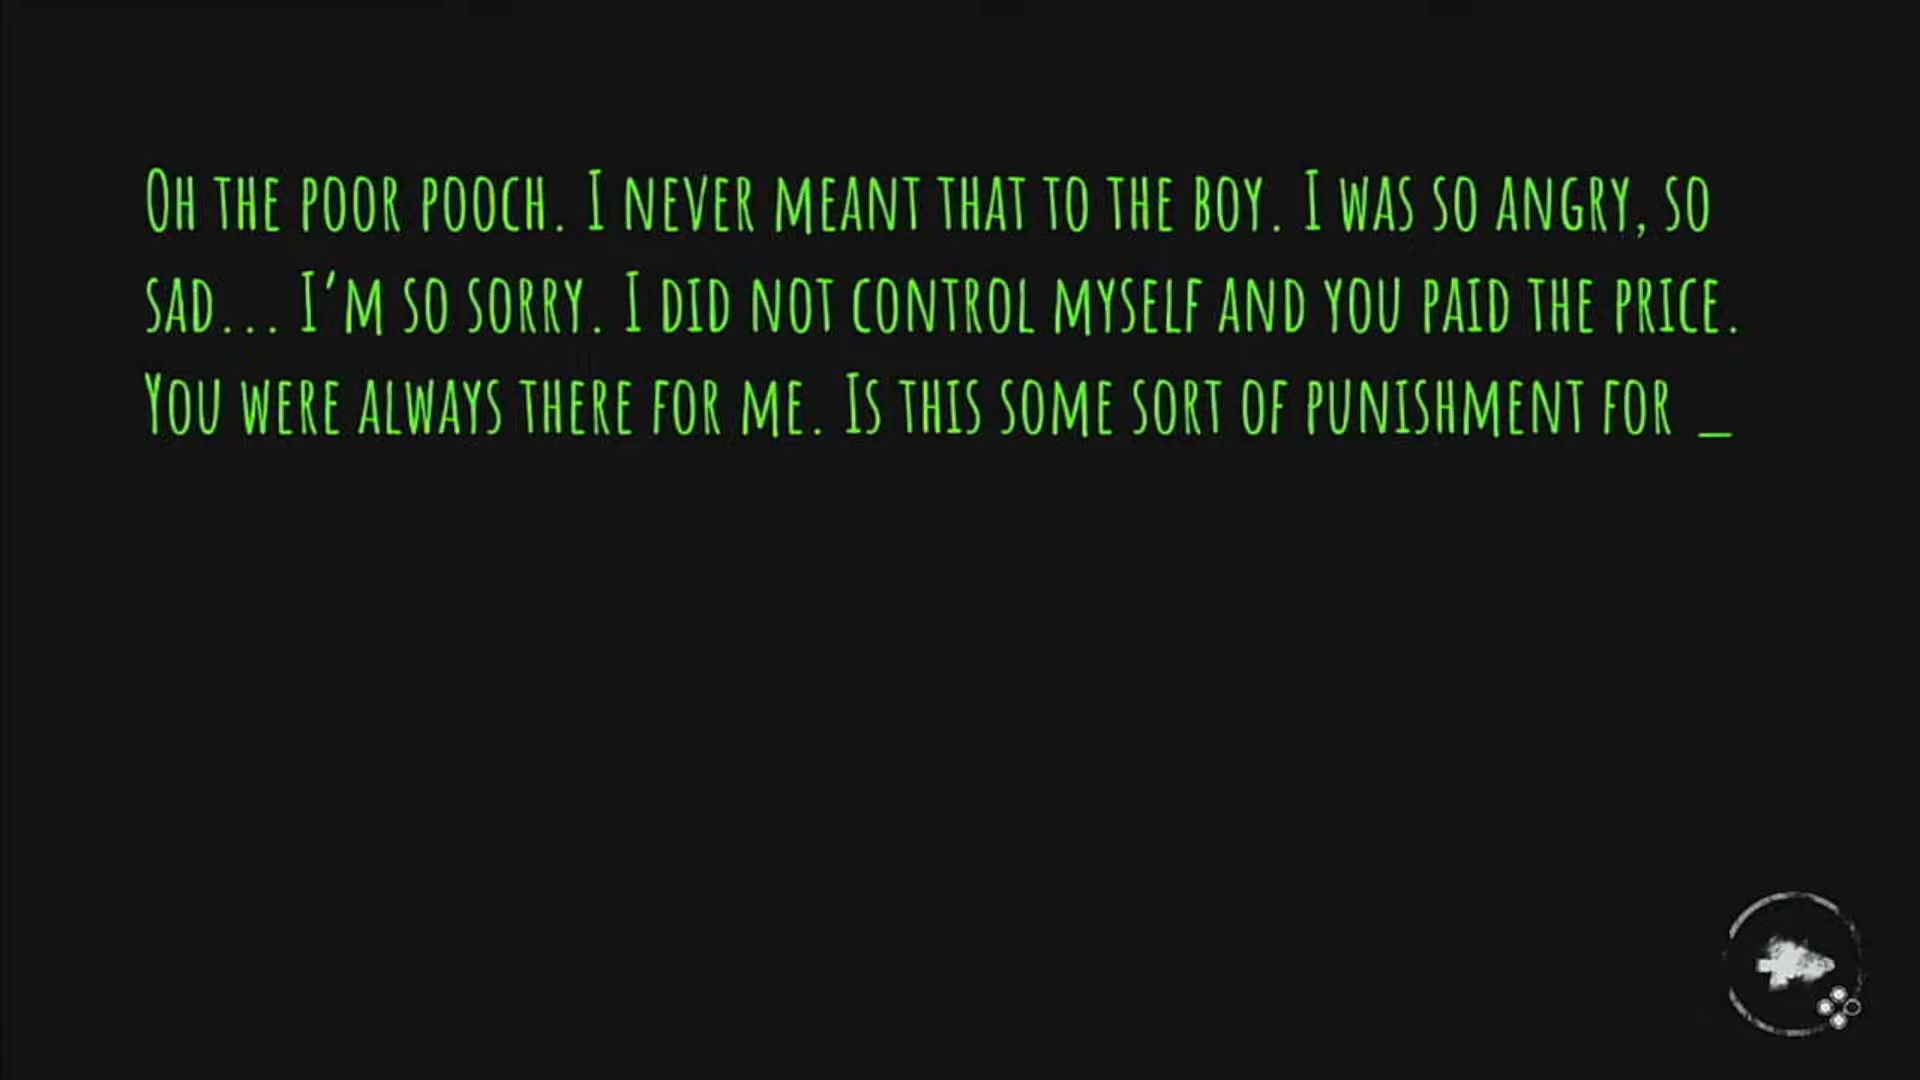 Oh the poor pooch. I never meant that to the boy. I was so angry, so
sad... I'm so sorry. I did not control myself and you paid the price.
You were always there for me. Is this some sort of punishment for _